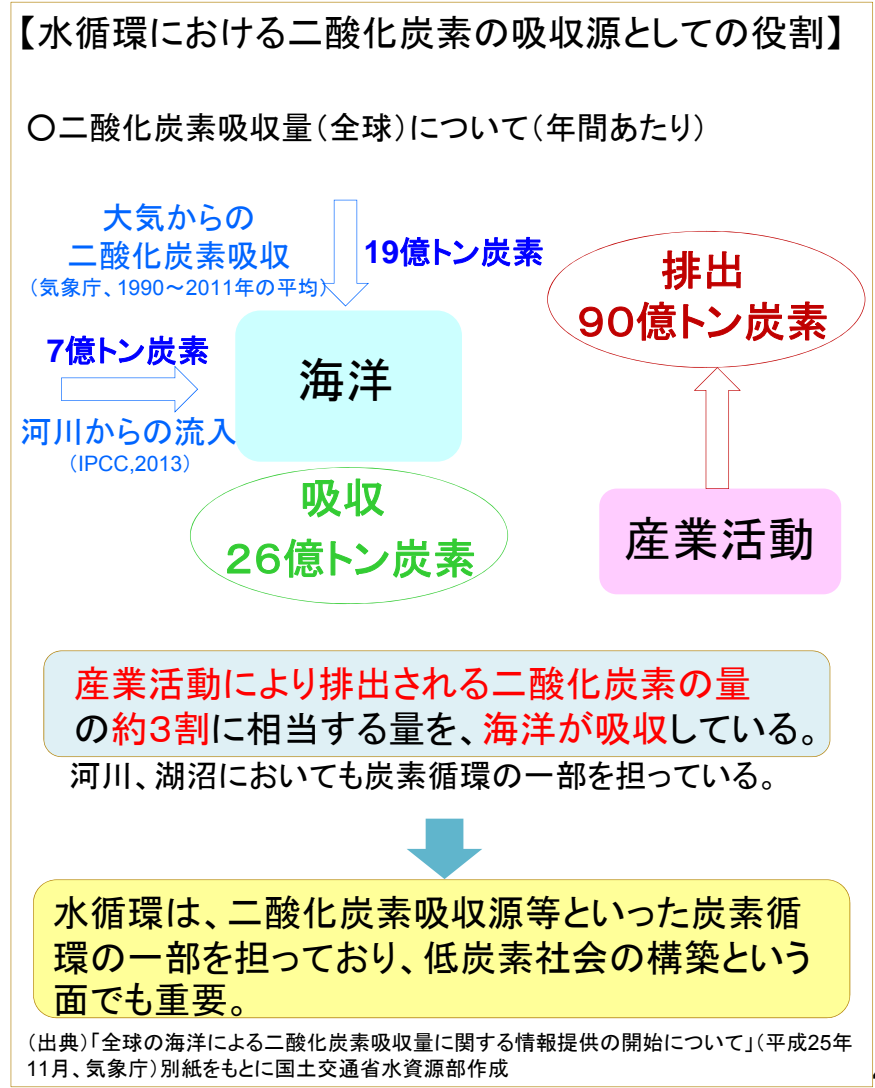 【水循環における二酸化炭素の吸収源としての役割】
〇二酸化炭素吸収量(全球)について(年間あたり)
大気からの
二酸化炭素吸収
(気象庁、1990～2011年の平均)
19億トン炭素
排出
90億トン炭素
7億トン炭素
海洋
河川からの流入
(IPCC,2013)
吸収
26億トン炭素
産業活動
産業活動により排出される二酸化炭素の量
の約3割に相当する量を、海洋が吸収している。
河川、湖沼においても炭素循環の一部を担っている。
水循環は、二酸化炭素吸収源等といった炭素循
環の一部を担っており、低炭素社会の構築という
面でも重要。
(出典)「全球の海洋による二酸化炭素吸収量に関する情報提供の開始について」(平成25年
11月、気象庁)別紙をもとに国土交通省水資源部作成